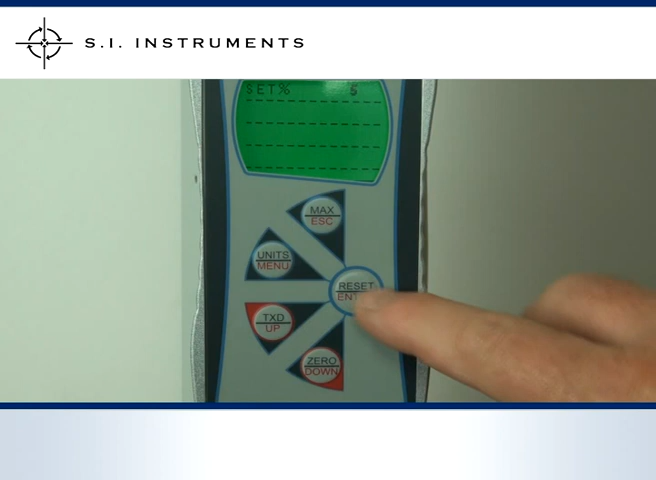 S.I. INSTRUMENTS
SET% 5
MAX
ESC
UNITS
MENU
RESET
TXD
UP
ZERO
DOWN